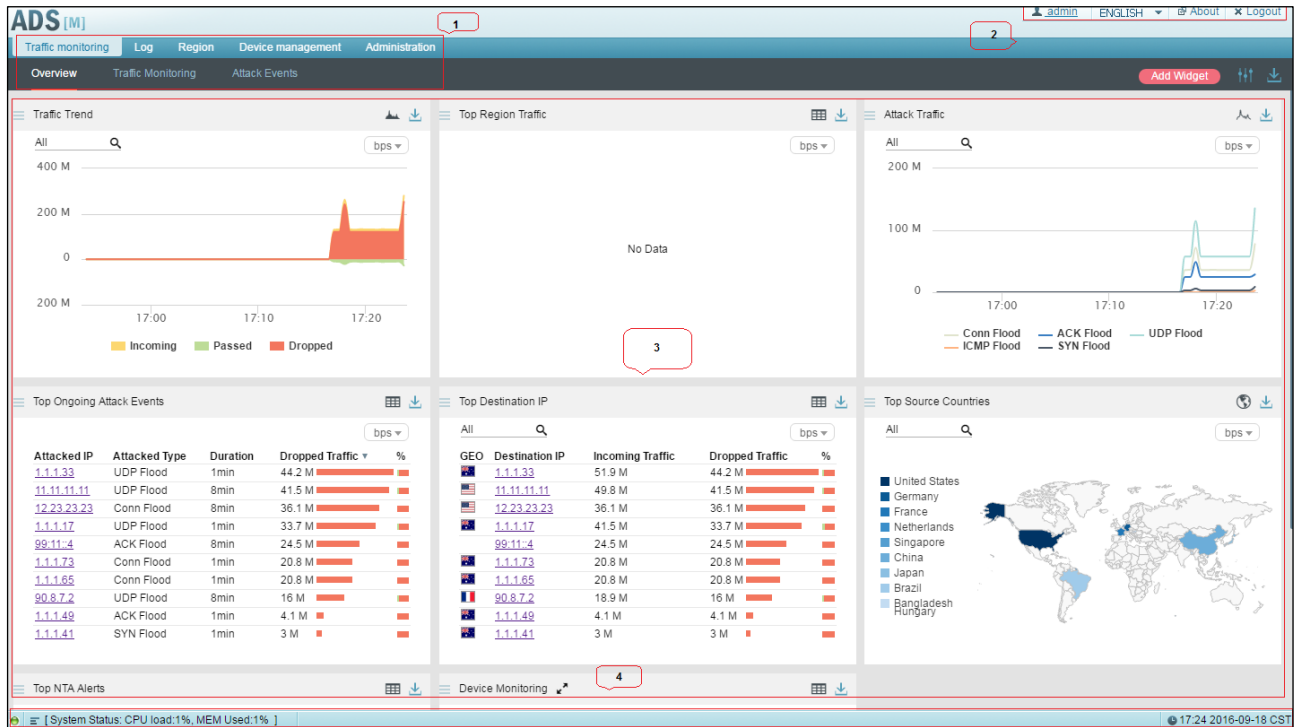 ADS [M]
1
admin ENGLISH About Logout
2
Traffic monitoring Log Region Device management Administration
Overview Traffic Monitoring Attack Events
Add Widget
Traffic Trend
All
bps
400 M
200 M
0
200 M
17:00 17:10 17:20
Incoming Passed Dropped
Top Region Traffic
bps
No Data
3
Attack Traffic
All
bps
200 M
100 M
0
17:00 17:10 17:20
Conn Flood ACK Flood UDP Flood
ICMP Flood SYN Flood
Top Ongoing Attack Events
bps
Attacked IP Attacked Type Duration Dropped Traffic %
1.1.1.33 UDP Flood 1min 44.2 M
11.11.11.11 UDP Flood 8min 41.5 M
12.23.23.23 Conn Flood 8min 36.1 M
1.1.1.17 UDP Flood 1min 33.7 M
99:11::4 ACK Flood 8min 24.5 M
1.1.1.73 Conn Flood 1min 20.8 M
1.1.1.65 Conn Flood 1min 20.8 M
90.8.7.2 UDP Flood 8min 16 M
1.1.1.49 ACK Flood 1min 4.1 M
1.1.1.41 SYN Flood 1min 3 M
Top Destination IP
All
bps
GEO Destination IP Incoming Traffic Dropped Traffic %
1.1.1.33 51.9 M 44.2 M
11.11.11.11 49.8 M 41.5 M
12.23.23.23 36.1 M 36.1 M
1.1.1.17 41.5 M 33.7 M
99:11::4 24.5 M 24.5 M
1.1.1.73 20.8 M 20.8 M
1.1.1.65 20.8 M 20.8 M
90.8.7.2 18.9 M 16 M
1.1.1.49 4.1 M 4.1 M
1.1.1.41 3 M 3 M
Top Source Countries
All
bps
United States
Germany
France
Netherlands
Singapore
China
Japan
Brazil
Bangladesh
Hungary
Top NTA Alerts
Device Monitoring
4
[ System Status: CPU load:1%, MEM Used:1% ]
17:24 2016-09-18 CST